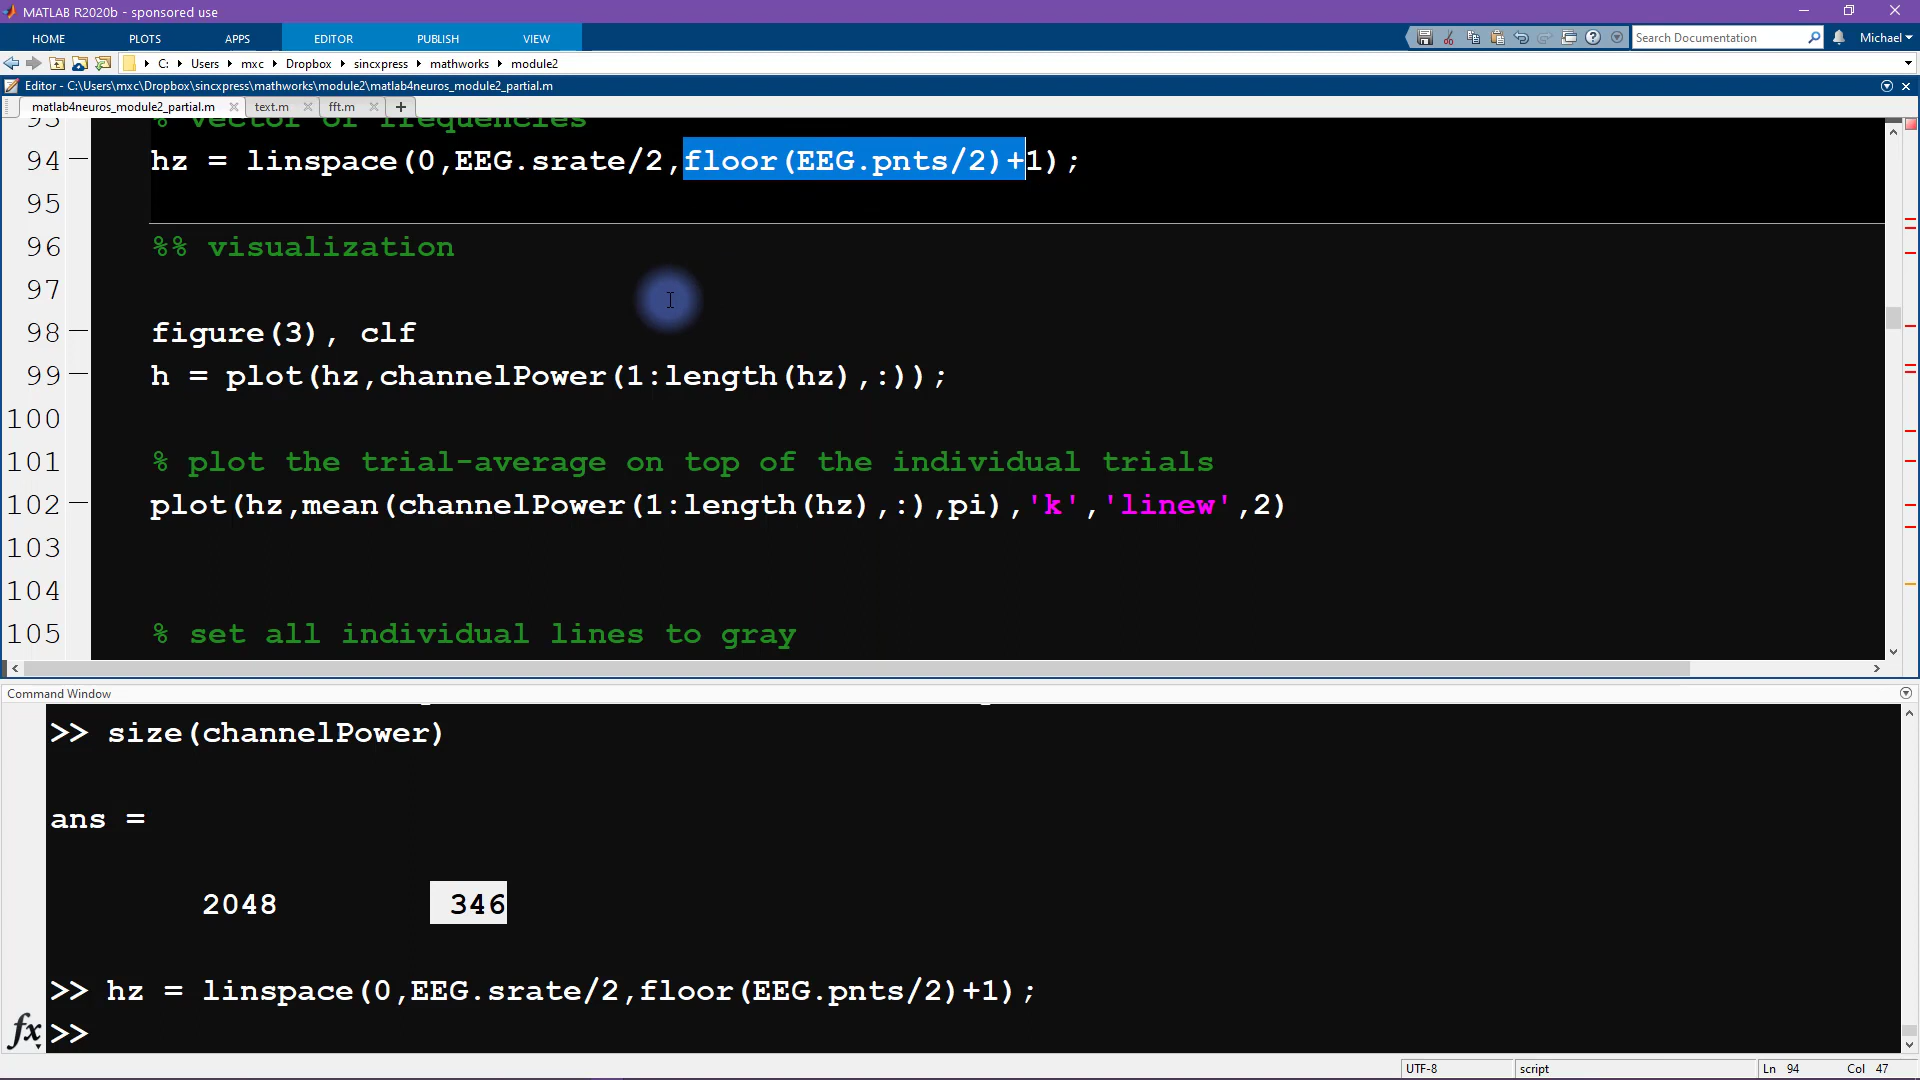 MATLAB R2020b - sponsored use
HOME PLOTS APPS EDITOR PUBLISH VIEW Search Documentation Michael
C: Users mxc Dropbox sincxpress mathworks module2
Editor - C:\Users\mxc\Dropbox\sincxpress\mathworks\module2\matlab4neuros_module2_partial.m
matlab4neuros_module2_partial.m text.m fft.m
93 % vector of frequencies
94 hz = linspace(0,EEG.srate/2,floor(EEG.pnts/2)+1);
95
96 %% visualization
97
98 figure(3), clf
99 h = plot(hz,channelPower(1:length(hz),:));
100
101 % plot the trial-average on top of the individual trials
102 plot(hz,mean(channelPower(1:length(hz),:),pi),'k','linew',2)
103
104
105 % set all individual lines to gray
Command Window
>> size(channelPower)
ans =
2048 346
>> hz = linspace(0,EEG.srate/2,floor(EEG.pnts/2)+1);
fx >>
UTF-8 script Ln 94 Col 47